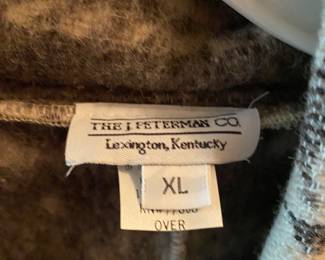 THE J. PETERMAN CO.
Lexington, Kentucky
XL
OVER